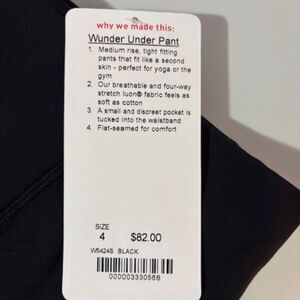 why we made this:
Wunder Under Pant
1. Medium rise, tight fitting
pants that fit like a second
skin - perfect for yoga or the
gym
2. Our breathable and four-way
stretch luon® fabric feels as
soft as cotton
3. A small and discreet pocket is
tucked into the waistband
4. Flat-seamed for comfort
SIZE
4 $82.00
W5424S BLACK
000003330568